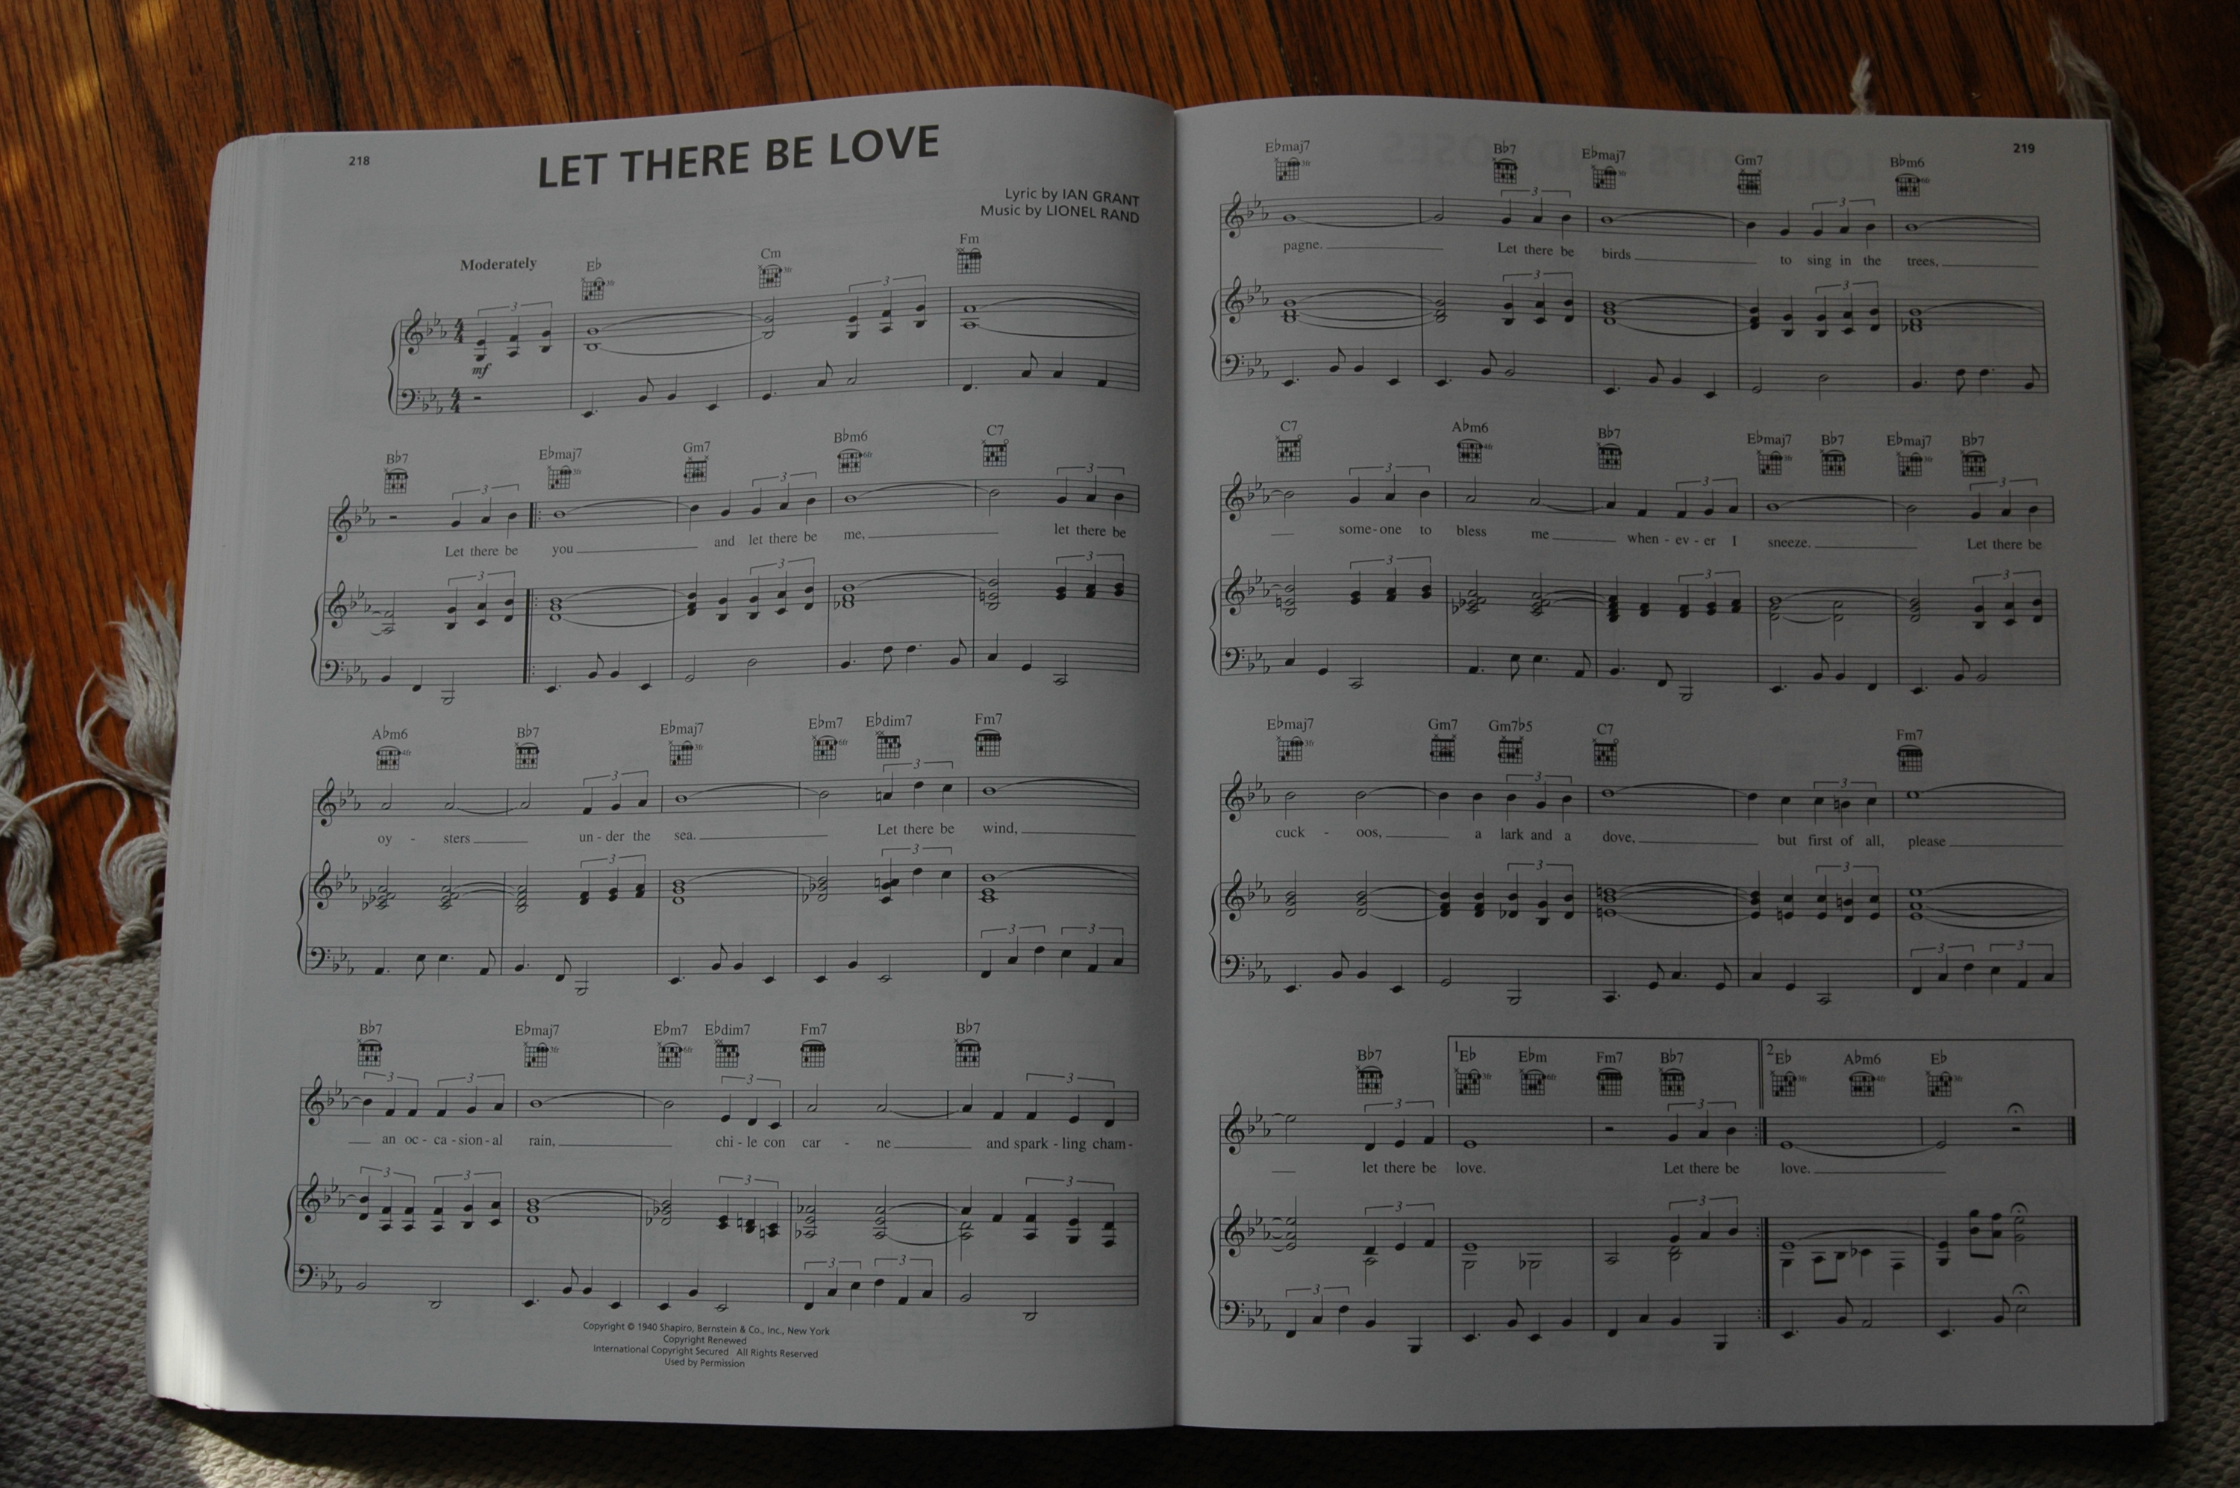 218
LET THERE BE LOVE
Lyric by IAN GRANT
Music by LIONEL RAND
Moderately
E♭ Cm Fm
3 3
mf
B♭7 E♭maj7 Gm7 B♭m6 C7
Let there be you and let there be me, let there be
A♭m6 B♭7 E♭maj7 E♭m7 E♭dim7 Fm7
oy - sters un - der the sea. Let there be wind,
B♭7 E♭maj7 E♭m7 E♭dim7 Fm7 B♭7
an oc - ca - sion - al rain, chi - le con car - ne and spark - ling cham-
Copyright © 1940 Shapiro, Bernstein & Co., Inc., New York
Copyright Renewed
International Copyright Secured All Rights Reserved
Used by Permission
219
E♭maj7 B♭7 E♭maj7 Gm7 B♭m6
pagne. Let there be birds to sing in the trees,
C7 A♭m6 B♭7 E♭maj7 B♭7 E♭maj7 B♭7
some - one to bless me when - ev - er I sneeze. Let there be
E♭maj7 Gm7 Gm7♭5 C7 Fm7
cuck - oos, a lark and a dove, but first of all, please
B♭7 1 E♭ E♭m Fm7 B♭7 2 E♭ A♭m6 E♭
let there be love. Let there be love.